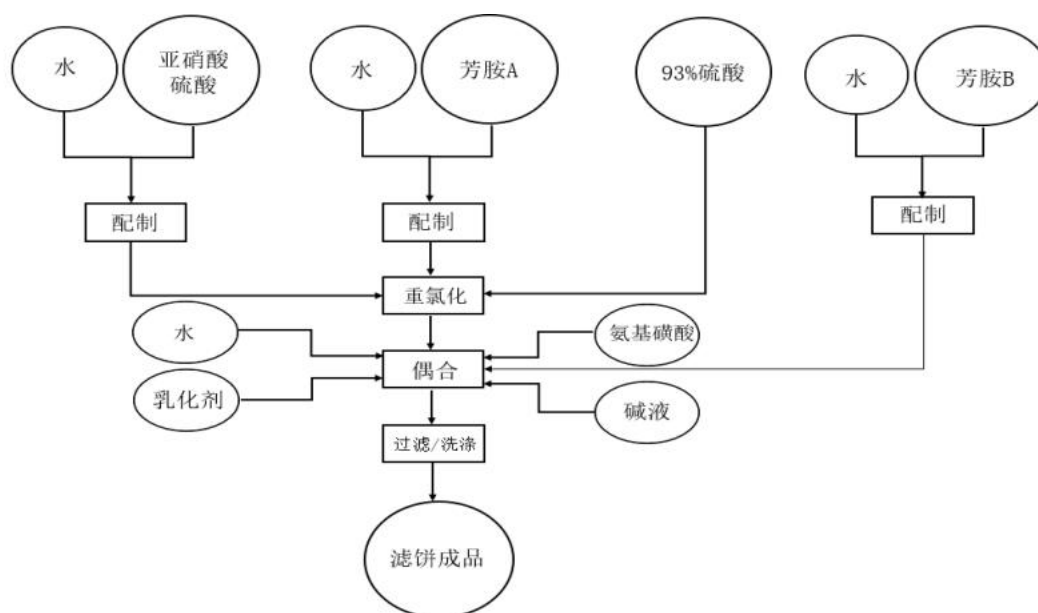 水
亚硝酸
硫酸
水
芳胺A
93%硫酸
水
芳胺B
配制
配制
配制
重氯化
水
氨基磺酸
偶合
乳化剂
碱液
过滤/洗涤
滤饼成品